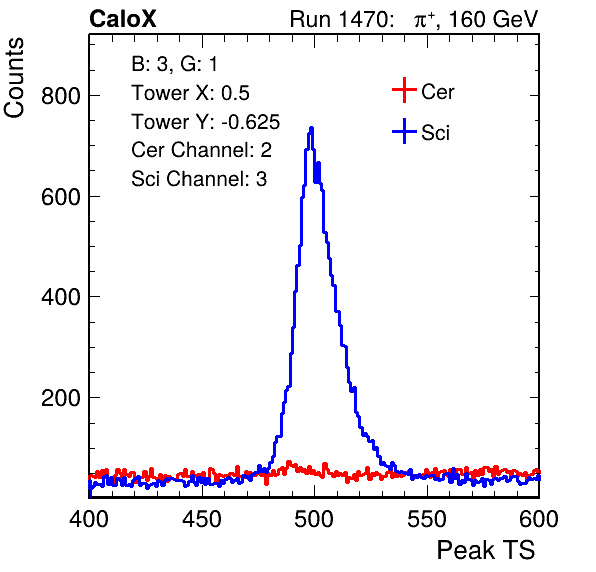 CaloX Run 1470: π+, 160 GeV
B: 3, G: 1
Tower X: 0.5
Tower Y: -0.625
Cer Channel: 2
Sci Channel: 3
Cer
Sci
Counts
800
600
400
200
400 450 500 550 600
Peak TS